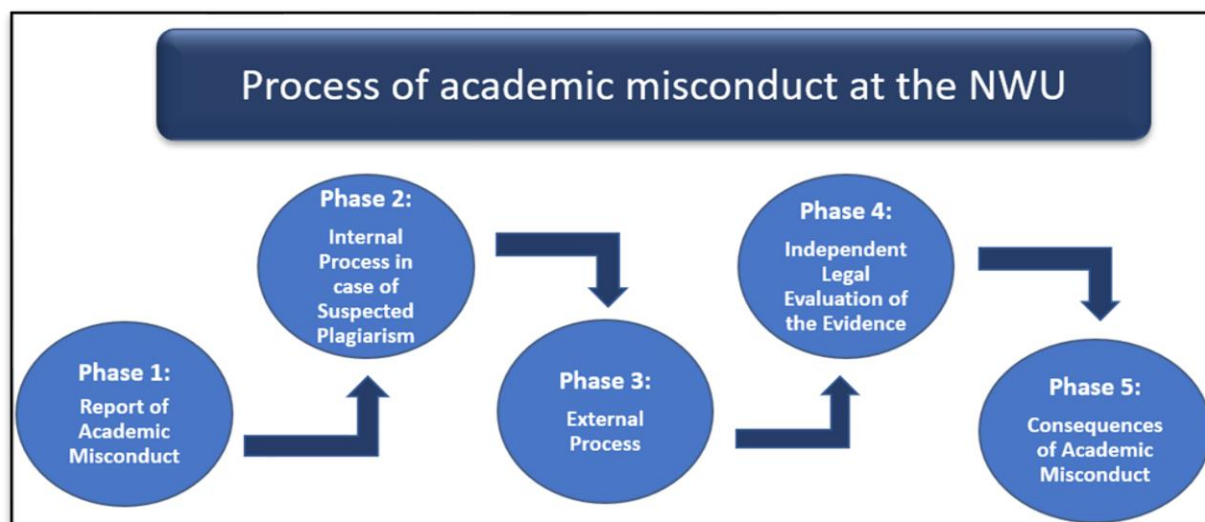 Process of academic misconduct at the NWU
Phase 1:
Report of
Academic
Misconduct
Phase 2:
Internal
Process in
case of
Suspected
Plagiarism
Phase 3:
External
Process
Phase 4:
Independent
Legal
Evaluation of
the Evidence
Phase 5:
Consequences
of Academic
Misconduct